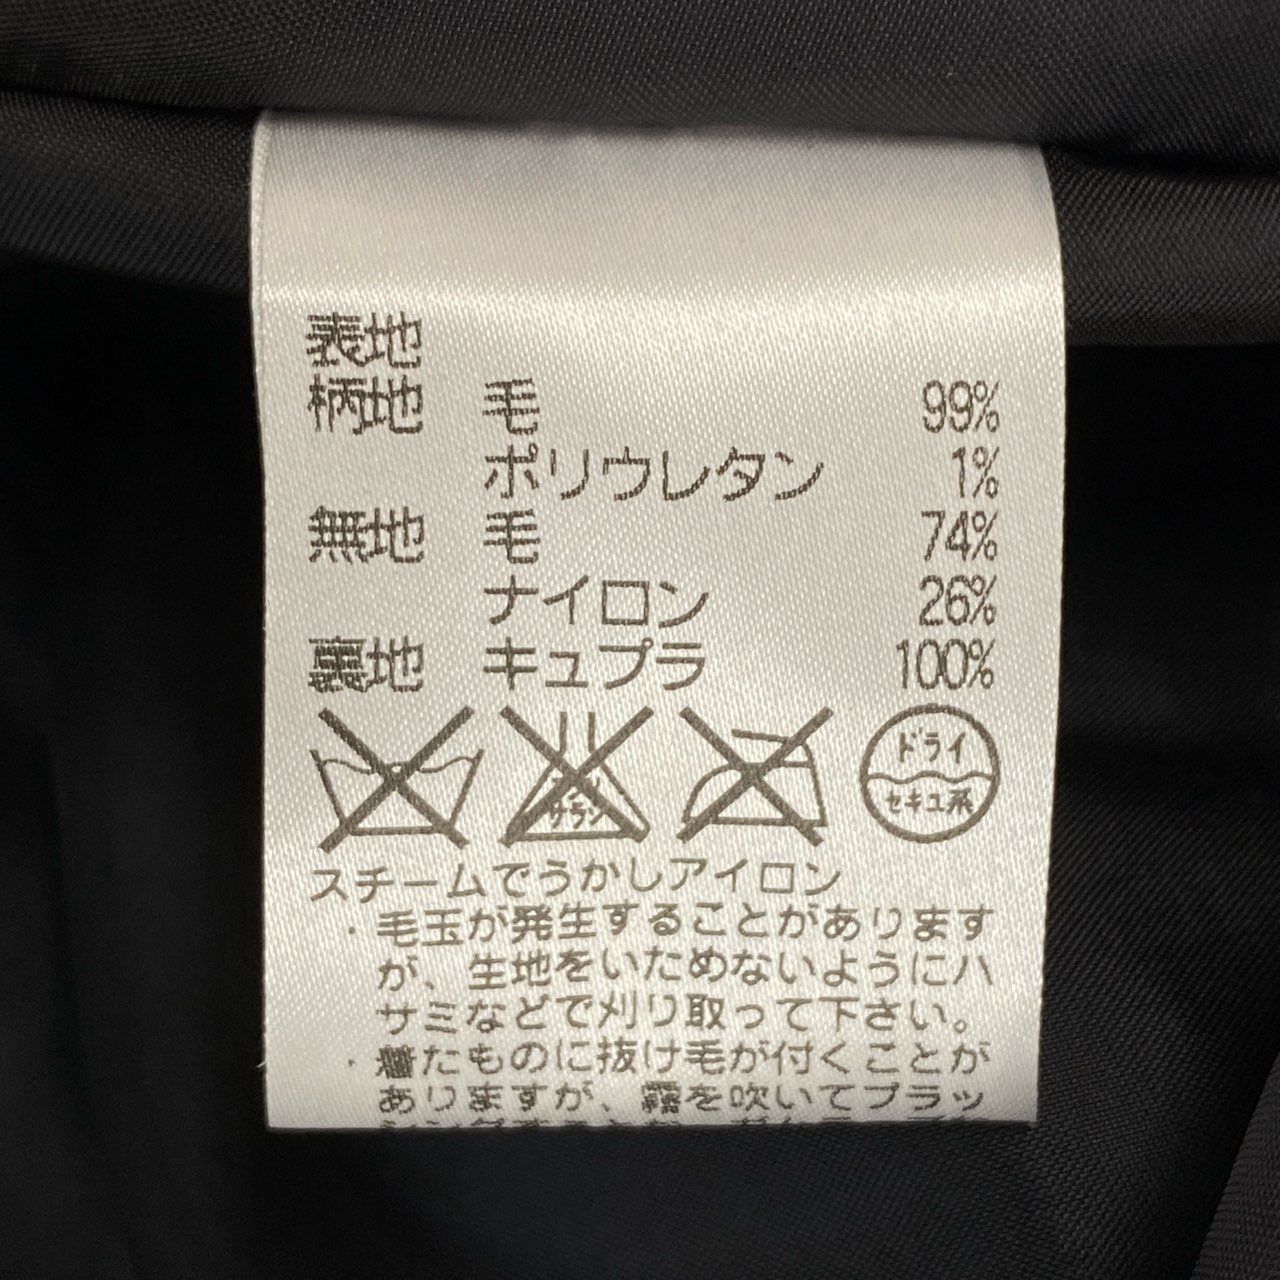 表地
柄地 毛 99%
ポリウレタン 1%
無地 毛 74%
ナイロン 26%
裏地 キュプラ 100%
サラシ
ドライ
セキユ系
スチームでうかしアイロン
・毛玉が発生することがあります
が、生地をいためないようにハ
サミなどで刈り取って下さい。
・着たものに抜け毛が付くことが
ありますが、霧を吹いてブラッ